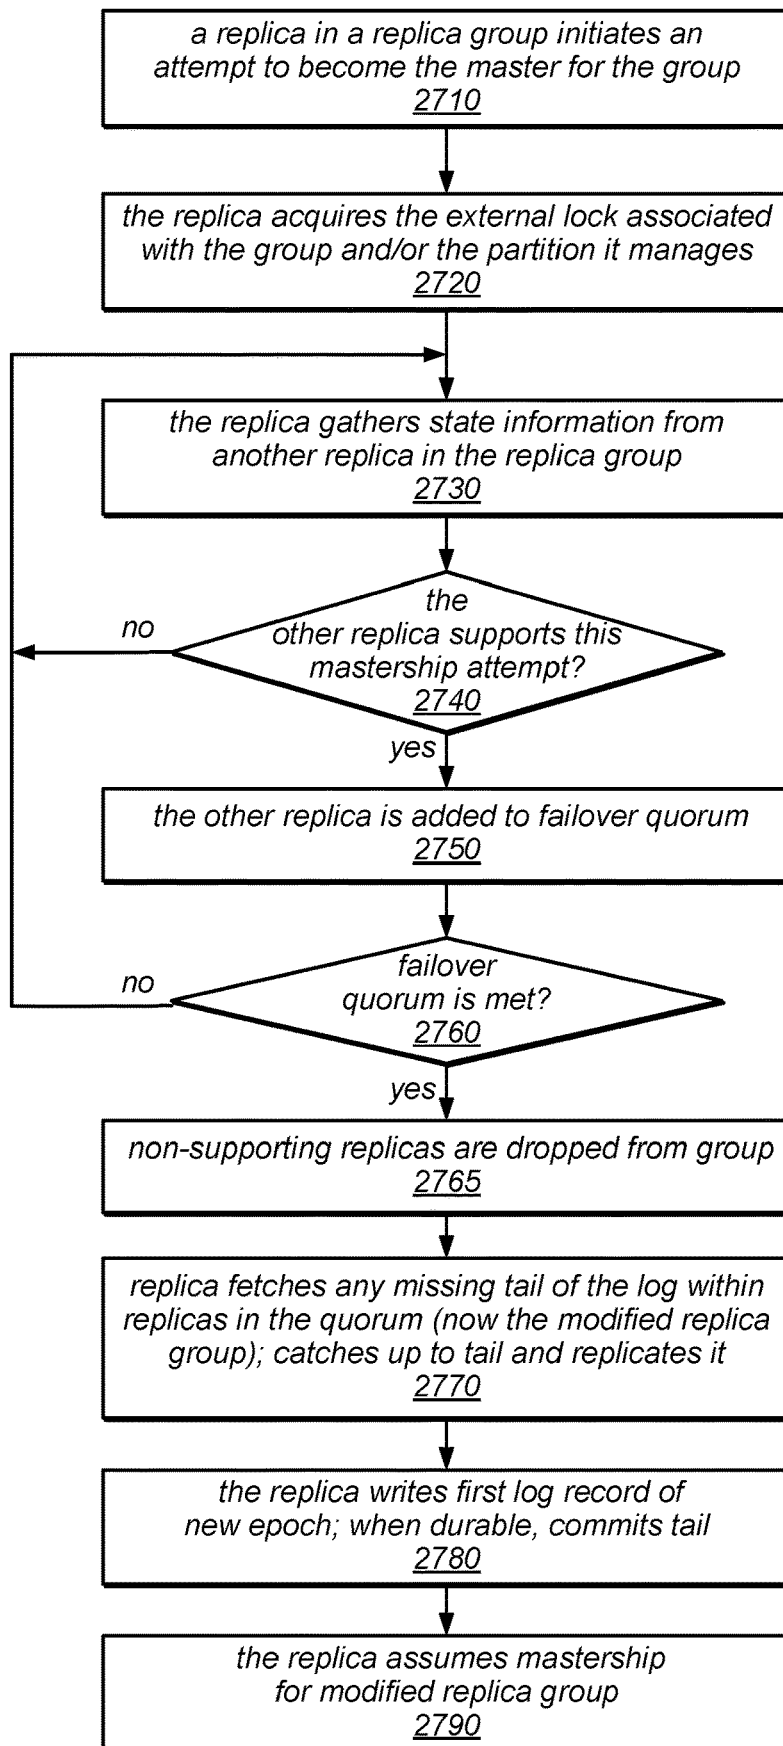 a replica in a replica group initiates an
attempt to become the master for the group
2710
the replica acquires the external lock associated
with the group and/or the partition it manages
2720
the replica gathers state information from
another replica in the replica group
2730
no
the
other replica supports this
mastership attempt?
2740
yes
the other replica is added to failover quorum
2750
no
failover
quorum is met?
2760
yes
non-supporting replicas are dropped from group
2765
replica fetches any missing tail of the log within
replicas in the quorum (now the modified replica
group); catches up to tail and replicates it
2770
the replica writes first log record of
new epoch; when durable, commits tail
2780
the replica assumes mastership
for modified replica group
2790